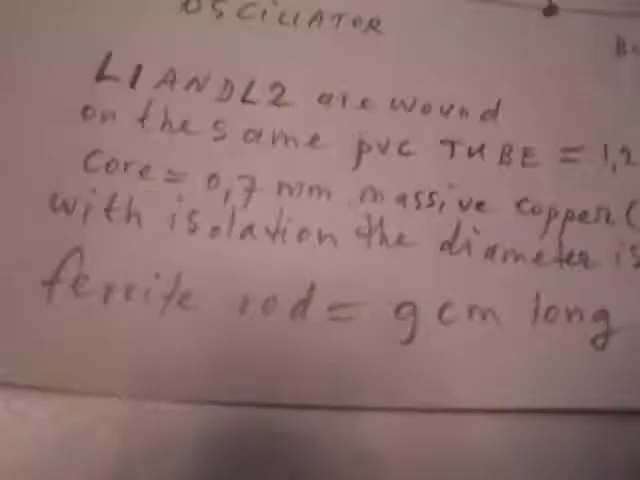 OSCILLATOR
L1 AND L2 are wound
on the same pvc TUBE = 1,2
Core = 0,7 mm massive copper (
with isolation the diameter is
ferrite rod = 9 cm long